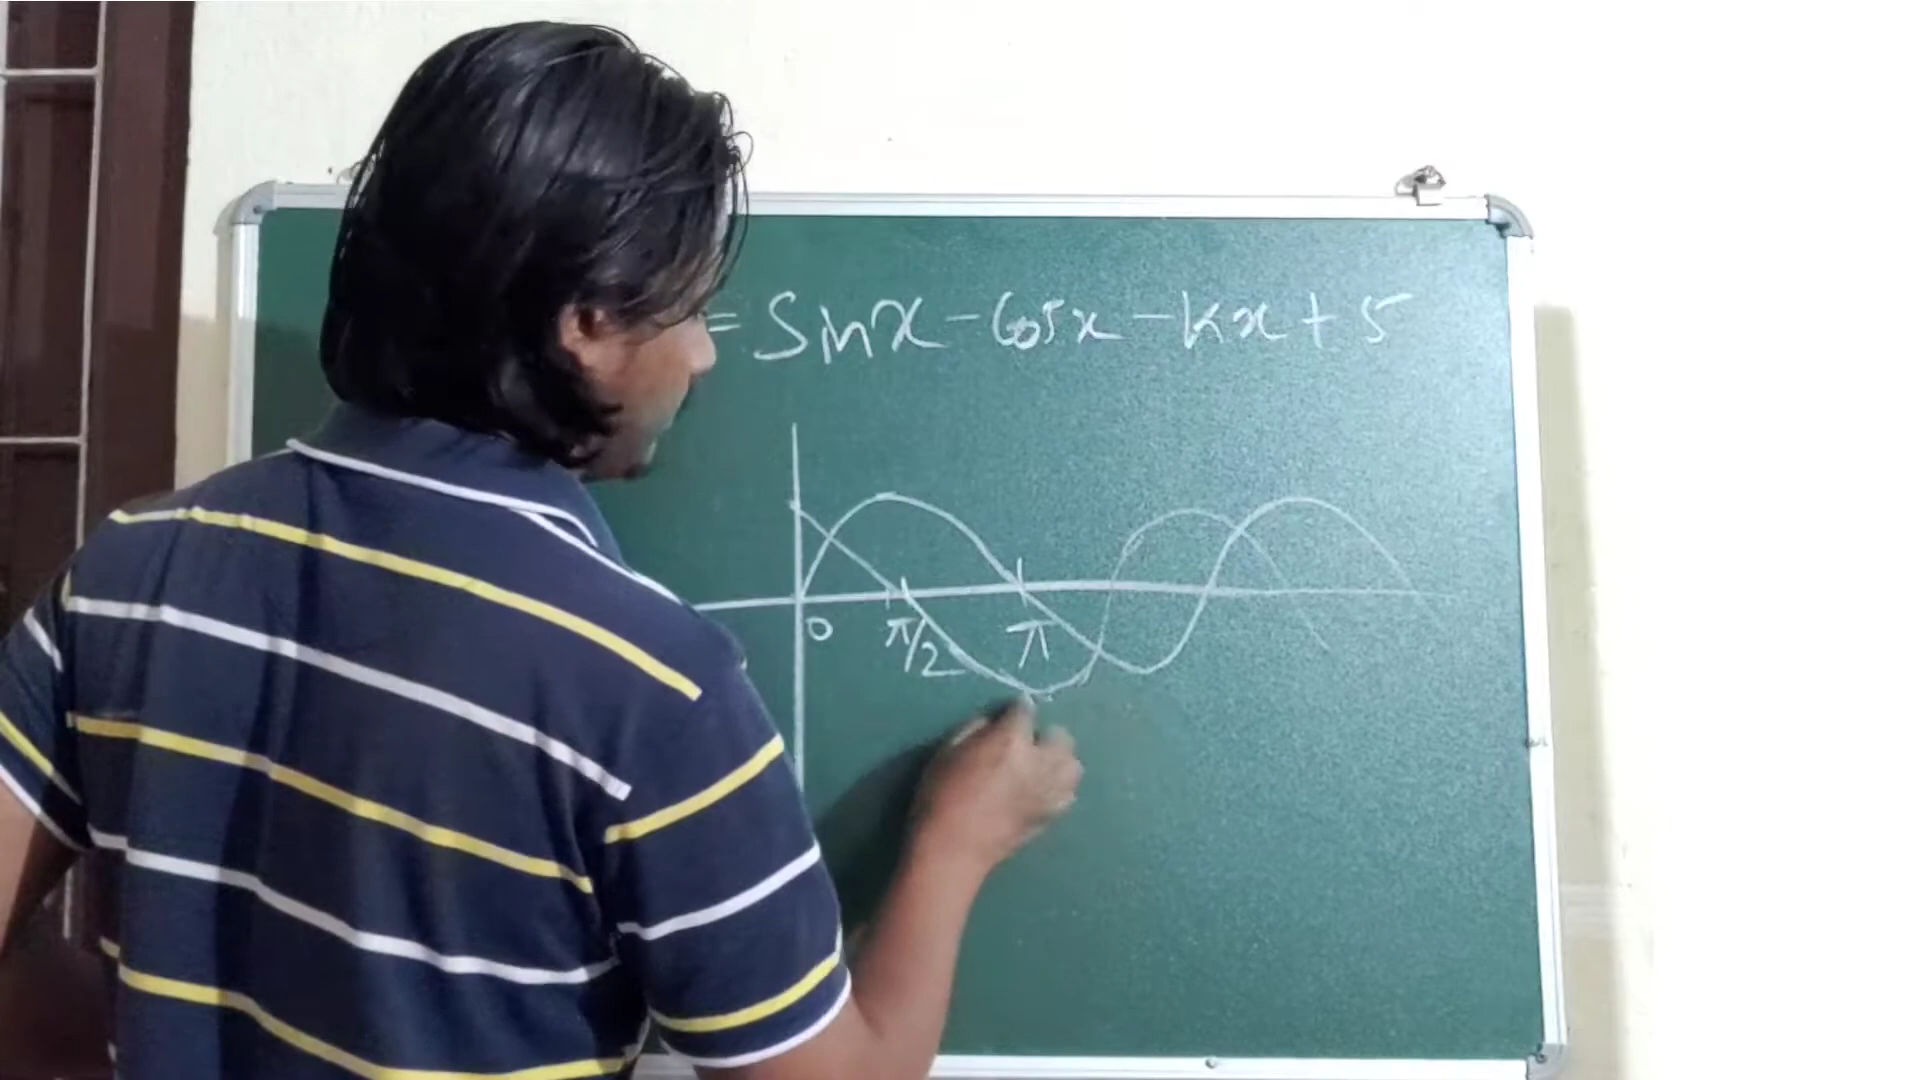 = Sinx - Cosx - kx + 5
0 π/2 π